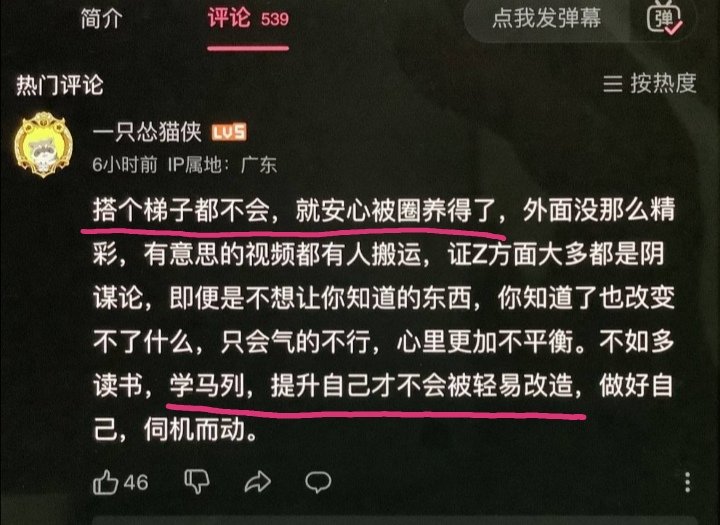 简介
评论 539
点我发弹幕
弹
热门评论
按热度
一只怂猫侠 LV5
6小时前 IP属地：广东
搭个梯子都不会，就安心被圈养得了，外面没那么精
彩，有意思的视频都有人搬运，证Z方面大多都是阴
谋论，即便是不想让你知道的东西，你知道了也改变
不了什么，只会气的不行，心里更加不平衡。不如多
读书，学马列，提升自己才不会被轻易改造，做好自
己，伺机而动。
46